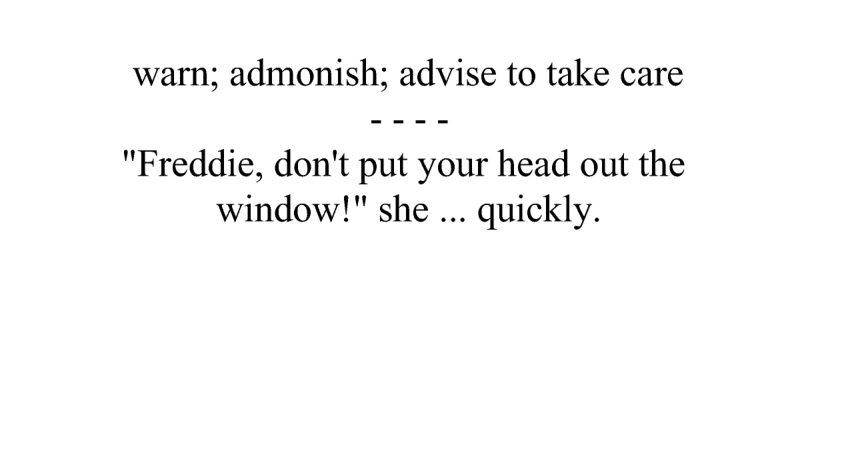 warn; admonish; advise to take care
- - - -
"Freddie, don't put your head out the
window!" she ... quickly.